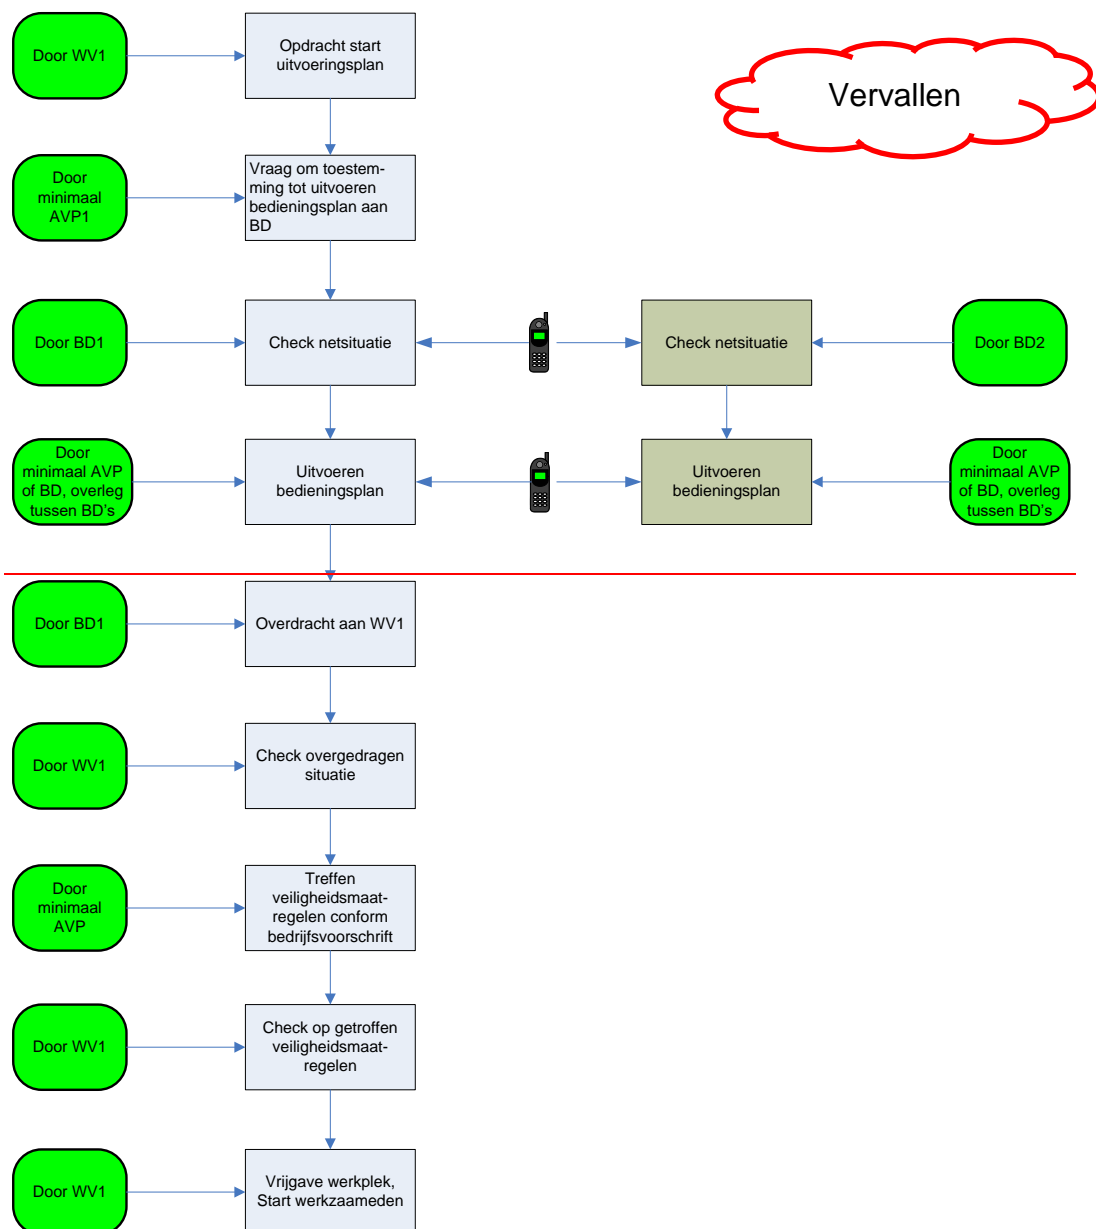 Door WV1
Opdracht start
uitvoeringsplan
Vervallen
Door
minimaal
AVP1
Vraag om toestem-
ming tot uitvoeren
bedieningsplan aan
BD
Door BD1
Check netsituatie
Check netsituatie
Door BD2
Door
minimaal AVP
of BD, overleg
tussen BD's
Uitvoeren
bedieningsplan
Uitvoeren
bedieningsplan
Door
minimaal AVP
of BD, overleg
tussen BD's
Door BD1
Overdracht aan WV1
Door WV1
Check overgedragen
situatie
Door
minimaal
AVP
Treffen
veiligheidsmaat-
regelen conform
bedrijfsvoorschrift
Door WV1
Check op getroffen
veiligheidsmaat-
regelen
Door WV1
Vrijgave werkplek,
Start werkzaameden